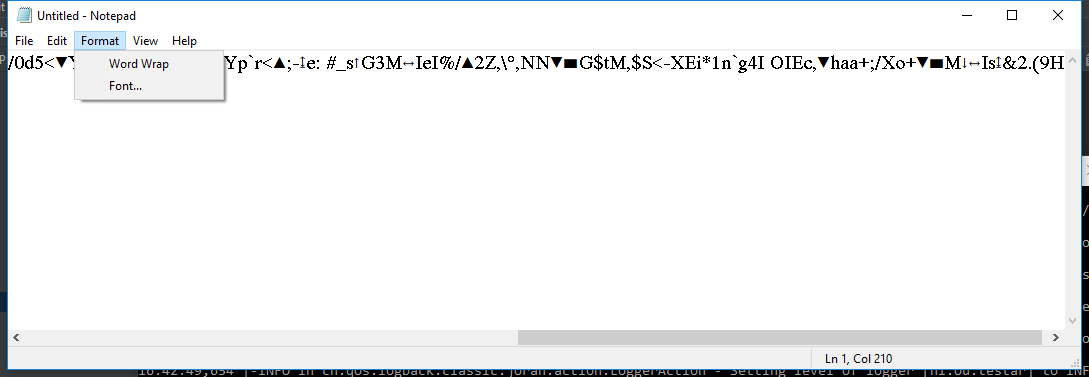 Untitled - Notepad
File Edit Format View Help
/0d5<▼Y Yp`r<▲;-↨e: #_s↑G3M↔IeI%/▲2Z,\°,NN▼■G$tM,$S<-XEi*1n`g4I OIEc,▼haa+;/Xo+▼■M↓↔Is↨&2.(9H
Word Wrap
Font...
Ln 1, Col 210
16:42:49,654 |-INFO in ch.qos.logback.classic.joran.action.LoggerAction - Setting level of logger [nl.ou.testar] to INF